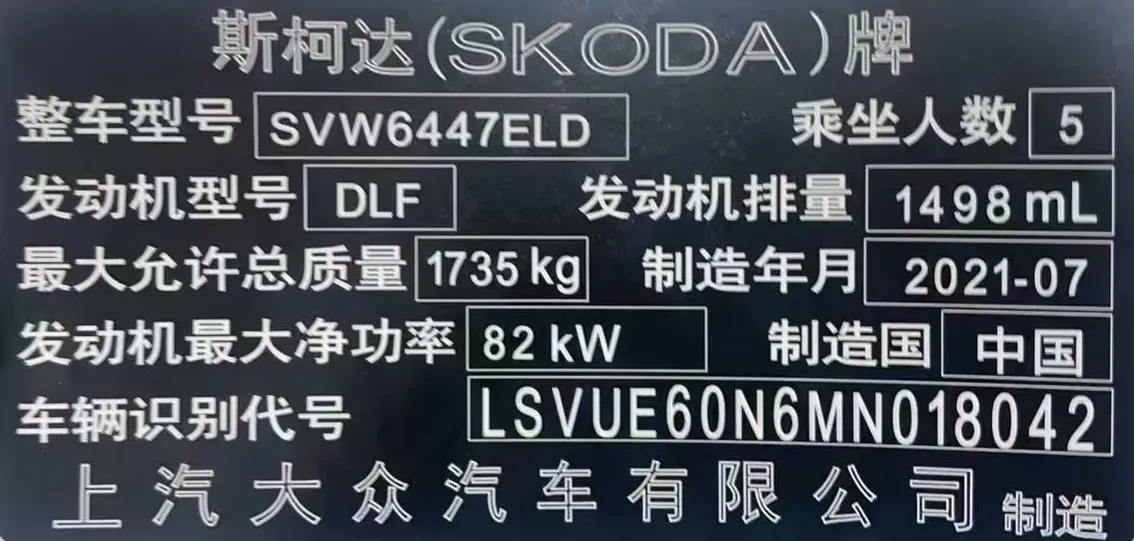 斯柯达(SKODA)牌
整车型号 SVW6447ELD 乘坐人数 5
发动机型号 DLF 发动机排量 1498 mL
最大允许总质量 1735 kg 制造年月 2021-07
发动机最大净功率 82 kW 制造国 中国
车辆识别代号 LSVUE60N6MN018042
上汽大众汽车有限公司 制造